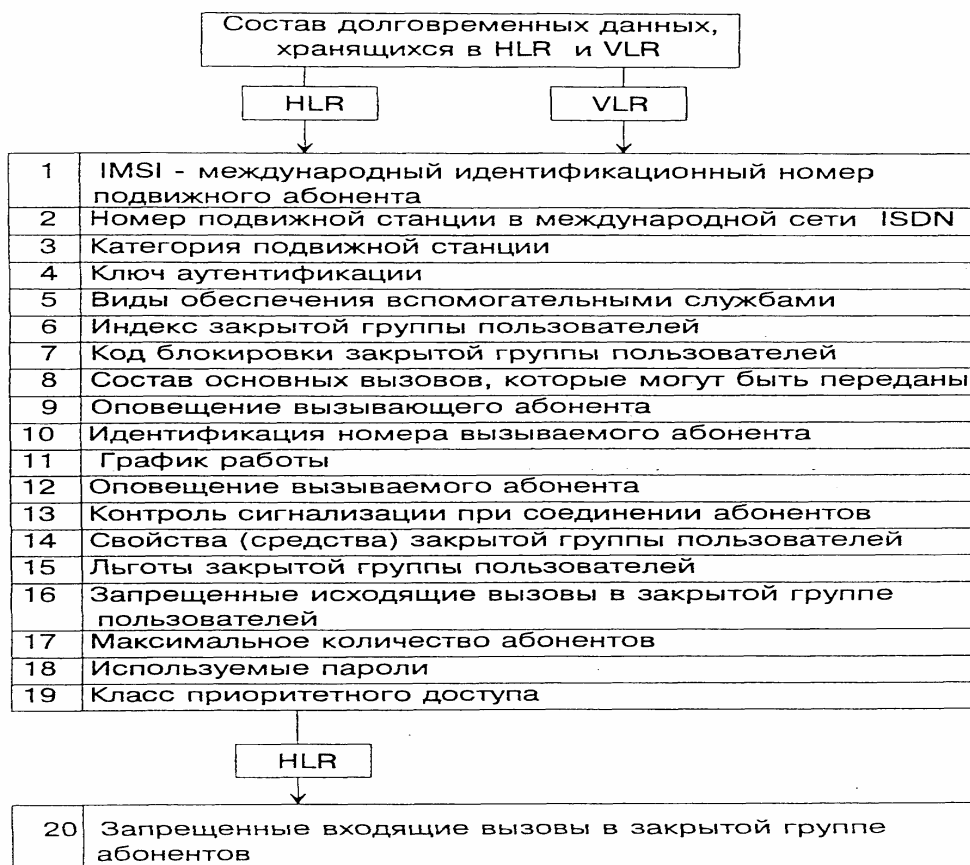 Состав долговременных данных,
хранящихся в HLR и VLR
HLR VLR
1 IMSI - международный идентификационный номер
подвижного абонента
2 Номер подвижной станции в международной сети ISDN
3 Категория подвижной станции
4 Ключ аутентификации
5 Виды обеспечения вспомогательными службами
6 Индекс закрытой группы пользователей
7 Код блокировки закрытой группы пользователей
8 Состав основных вызовов, которые могут быть переданы
9 Оповещение вызывающего абонента
10 Идентификация номера вызываемого абонента
11 График работы
12 Оповещение вызываемого абонента
13 Контроль сигнализации при соединении абонентов
14 Свойства (средства) закрытой группы пользователей
15 Льготы закрытой группы пользователей
16 Запрещенные исходящие вызовы в закрытой группе
пользователей
17 Максимальное количество абонентов
18 Используемые пароли
19 Класс приоритетного доступа
HLR
20 Запрещенные входящие вызовы в закрытой группе
абонентов